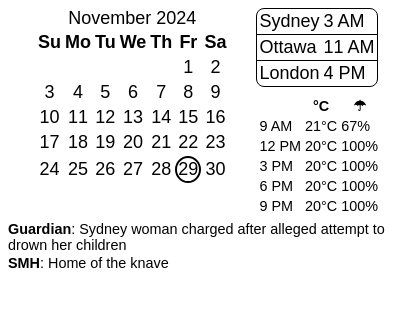 November 2024
Su Mo Tu We Th Fr Sa
1 2
3 4 5 6 7 8 9
10 11 12 13 14 15 16
17 18 19 20 21 22 23
24 25 26 27 28 29 30
Sydney 3 AM
Ottawa 11 AM
London 4 PM
°C ☂
9 AM 21°C 67%
12 PM 20°C 100%
3 PM 20°C 100%
6 PM 20°C 100%
9 PM 20°C 100%
Guardian: Sydney woman charged after alleged attempt to
drown her children
SMH: Home of the knave